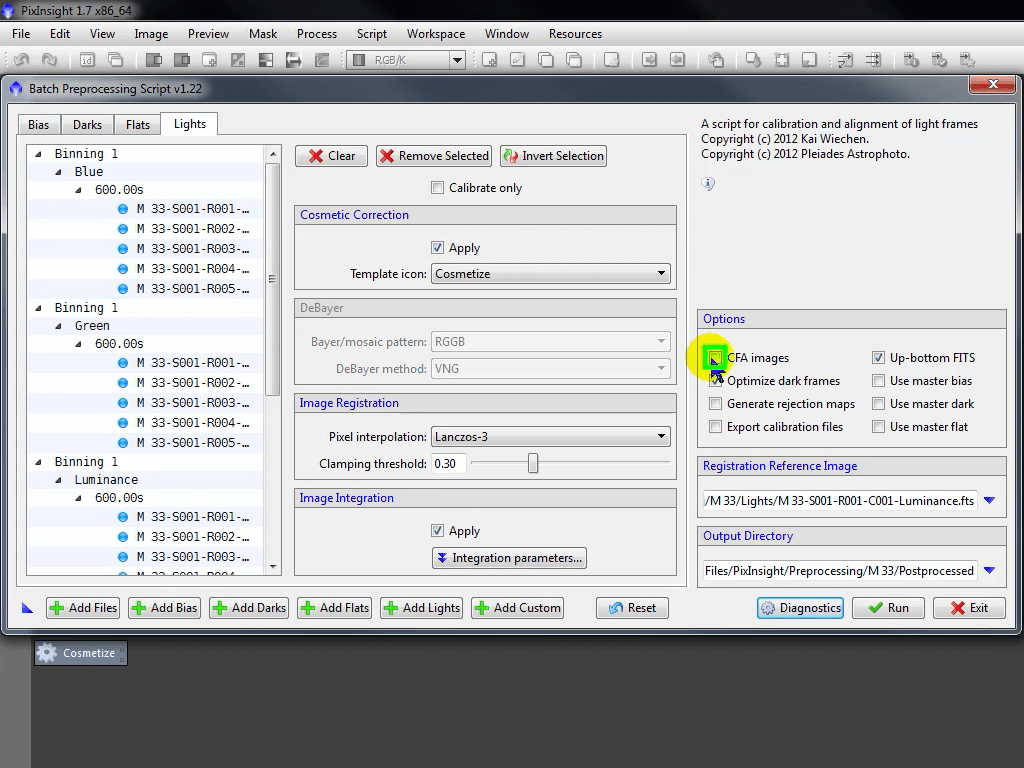 PixInsight 1.7 x86_64
File Edit View Image Preview Mask Process Script Workspace Window Resources
RGB/K
Batch Preprocessing Script v1.22
Bias Darks Flats Lights
Binning 1
Blue
600.00s
M 33-S001-R001-...
M 33-S001-R002-...
M 33-S001-R003-...
M 33-S001-R004-...
M 33-S001-R005-...
Binning 1
Green
600.00s
M 33-S001-R001-...
M 33-S001-R002-...
M 33-S001-R003-...
M 33-S001-R004-...
M 33-S001-R005-...
Binning 1
Luminance
600.00s
M 33-S001-R001-...
M 33-S001-R002-...
M 33-S001-R003-...
M 33-S001-R004-...
Clear Remove Selected Invert Selection
Calibrate only
Cosmetic Correction
Apply
Template icon: Cosmetize
DeBayer
Bayer/mosaic pattern: RGGB
DeBayer method: VNG
Image Registration
Pixel interpolation: Lanczos-3
Clamping threshold: 0.30
Image Integration
Apply
Integration parameters...
A script for calibration and alignment of light frames
Copyright (c) 2012 Kai Wiechen.
Copyright (c) 2012 Pleiades Astrophoto.
Options
CFA images Up-bottom FITS
Optimize dark frames Use master bias
Generate rejection maps Use master dark
Export calibration files Use master flat
Registration Reference Image
/M 33/Lights/M 33-S001-R001-C001-Luminance.fts
Output Directory
Files/PixInsight/Preprocessing/M 33/Postprocessed
Add Files Add Bias Add Darks Add Flats Add Lights Add Custom Reset Diagnostics Run Exit
Cosmetize